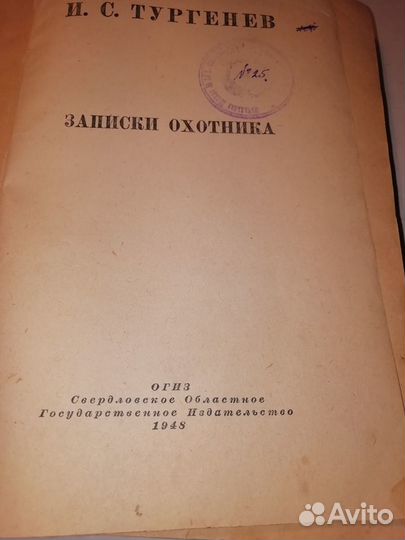 И. С. ТУРГЕНЕВ
№ 25.
ЗАПИСКИ ОХОТНИКА
ОГИЗ
Свердловское Областное
Государственное Издательство
1948
Avito